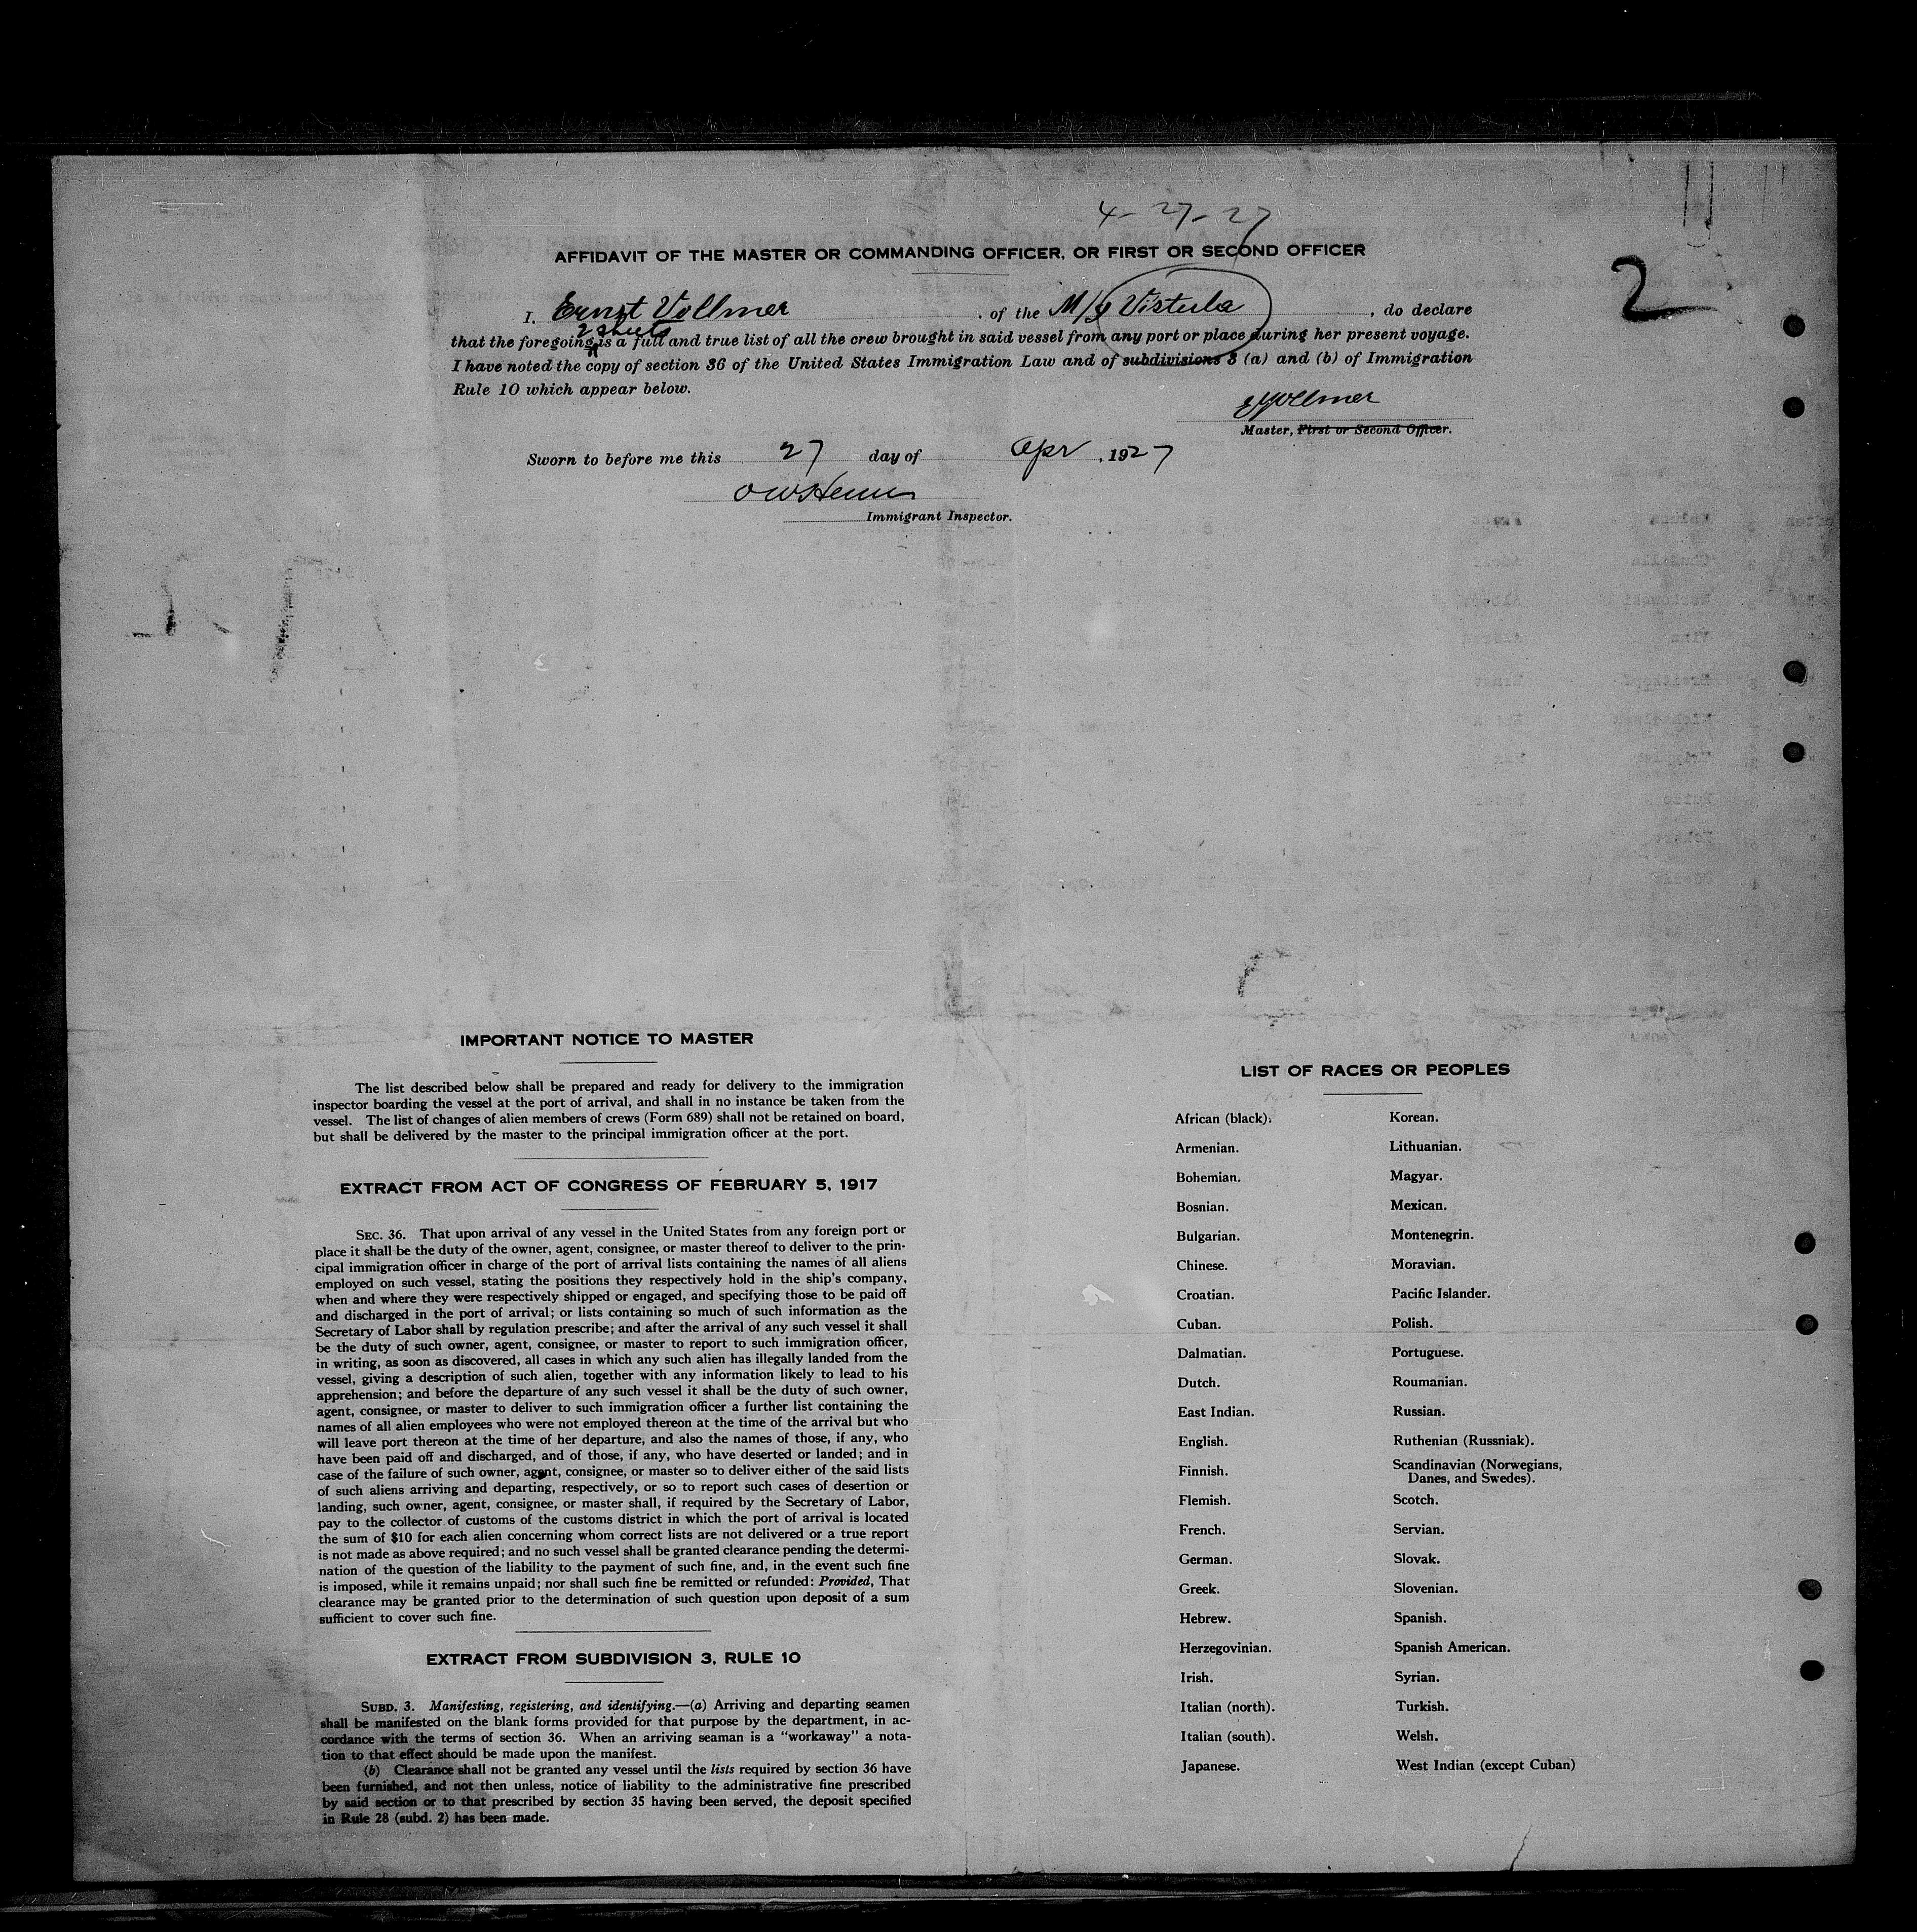 4-27-27
AFFIDAVIT OF THE MASTER OR COMMANDING OFFICER, OR FIRST OR SECOND OFFICER
2
I, Ernst Vollmer, of the M/S Vistula, do declare
2 sheets
that the foregoing is a full and true list of all the crew brought in said vessel from any port or place during her present voyage.
I have noted the copy of section 36 of the United States Immigration Law and of subdivisions 3 (a) and (b) of Immigration
Rule 10 which appear below.
EVollmer
Master, First or Second Officer.
Sworn to before me this 27 day of Apr, 1927
Immigrant Inspector.
IMPORTANT NOTICE TO MASTER
The list described below shall be prepared and ready for delivery to the immigration
inspector boarding the vessel at the port of arrival, and shall in no instance be taken from the
vessel. The list of changes of alien members of crews (Form 689) shall not be retained on board,
but shall be delivered by the master to the principal immigration officer at the port.
EXTRACT FROM ACT OF CONGRESS OF FEBRUARY 5, 1917
SEC. 36. That upon arrival of any vessel in the United States from any foreign port or
place it shall be the duty of the owner, agent, consignee, or master thereof to deliver to the prin-
cipal immigration officer in charge of the port of arrival lists containing the names of all aliens
employed on such vessel, stating the positions they respectively hold in the ship's company,
when and where they were respectively shipped or engaged, and specifying those to be paid off
and discharged in the port of arrival; or lists containing so much of such information as the
Secretary of Labor shall by regulation prescribe; and after the arrival of any such vessel it shall
be the duty of such owner, agent, consignee, or master to report to such immigration officer,
in writing, as soon as discovered, all cases in which any such alien has illegally landed from the
vessel, giving a description of such alien, together with any information likely to lead to his
apprehension; and before the departure of any such vessel it shall be the duty of such owner,
agent, consignee, or master to deliver to such immigration officer a further list containing the
names of all alien employees who were not employed thereon at the time of the arrival but who
will leave port thereon at the time of her departure, and also the names of those, if any, who
have been paid off and discharged, and of those, if any, who have deserted or landed; and in
case of the failure of such owner, agent, consignee, or master so to deliver either of the said lists
of such aliens arriving and departing, respectively, or so to report such cases of desertion or
landing, such owner, agent, consignee, or master shall, if required by the Secretary of Labor,
pay to the collector of customs of the customs district in which the port of arrival is located
the sum of $10 for each alien concerning whom correct lists are not delivered or a true report
is not made as above required; and no such vessel shall be granted clearance pending the determi-
nation of the question of the liability to the payment of such fine, and, in the event such fine
is imposed, while it remains unpaid; nor shall such fine be remitted or refunded: Provided, That
clearance may be granted prior to the determination of such question upon deposit of a sum
sufficient to cover such fine.
EXTRACT FROM SUBDIVISION 3, RULE 10
SUBD. 3. Manifesting, registering, and identifying.—(a) Arriving and departing seamen
shall be manifested on the blank forms provided for that purpose by the department, in ac-
cordance with the terms of section 36. When an arriving seaman is a "workaway" a nota-
tion to that effect should be made upon the manifest.
(b) Clearance shall not be granted any vessel until the lists required by section 36 have
been furnished, and not then unless, notice of liability to the administrative fine prescribed
by said section or to that prescribed by section 35 having been served, the deposit specified
in Rule 28 (subd. 2) has been made.
LIST OF RACES OR PEOPLES
African (black). Korean.
Armenian. Lithuanian.
Bohemian. Magyar.
Bosnian. Mexican.
Bulgarian. Montenegrin.
Chinese. Moravian.
Croatian. Pacific Islander.
Cuban. Polish.
Dalmatian. Portuguese.
Dutch. Roumanian.
East Indian. Russian.
English. Ruthenian (Russniak).
Finnish. Scandinavian (Norwegians,
Danes, and Swedes).
Flemish. Scotch.
French. Servian.
German. Slovak.
Greek. Slovenian.
Hebrew. Spanish.
Herzegovinian. Spanish American.
Irish. Syrian.
Italian (north). Turkish.
Italian (south). Welsh.
Japanese. West Indian (except Cuban)